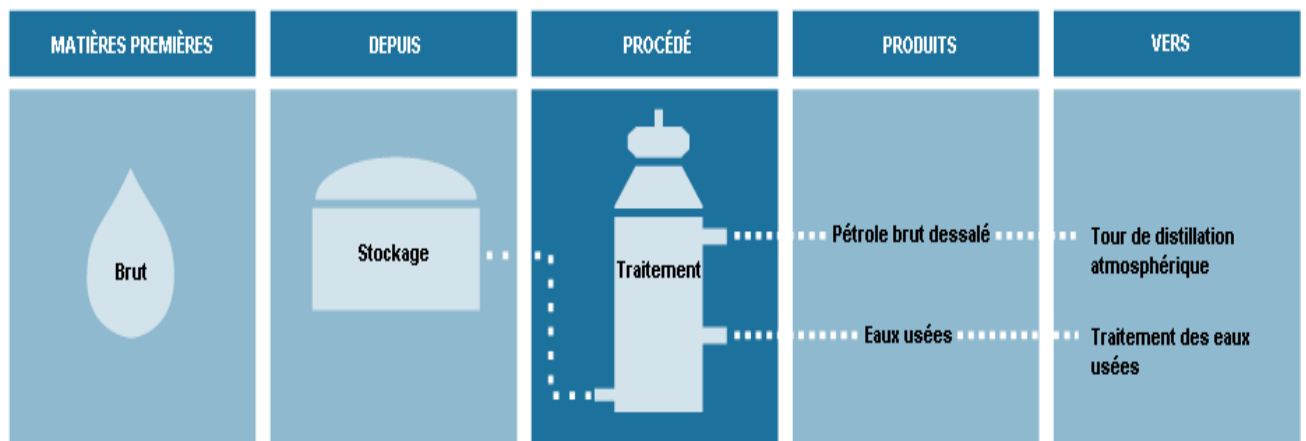 MATIÈRES PREMIÈRES
DEPUIS
PROCÉDÉ
PRODUITS
VERS
Brut
Stockage
Traitement
Pétrole brut dessalé
Tour de distillation
atmosphérique
Eaux usées
Traitement des eaux
usées